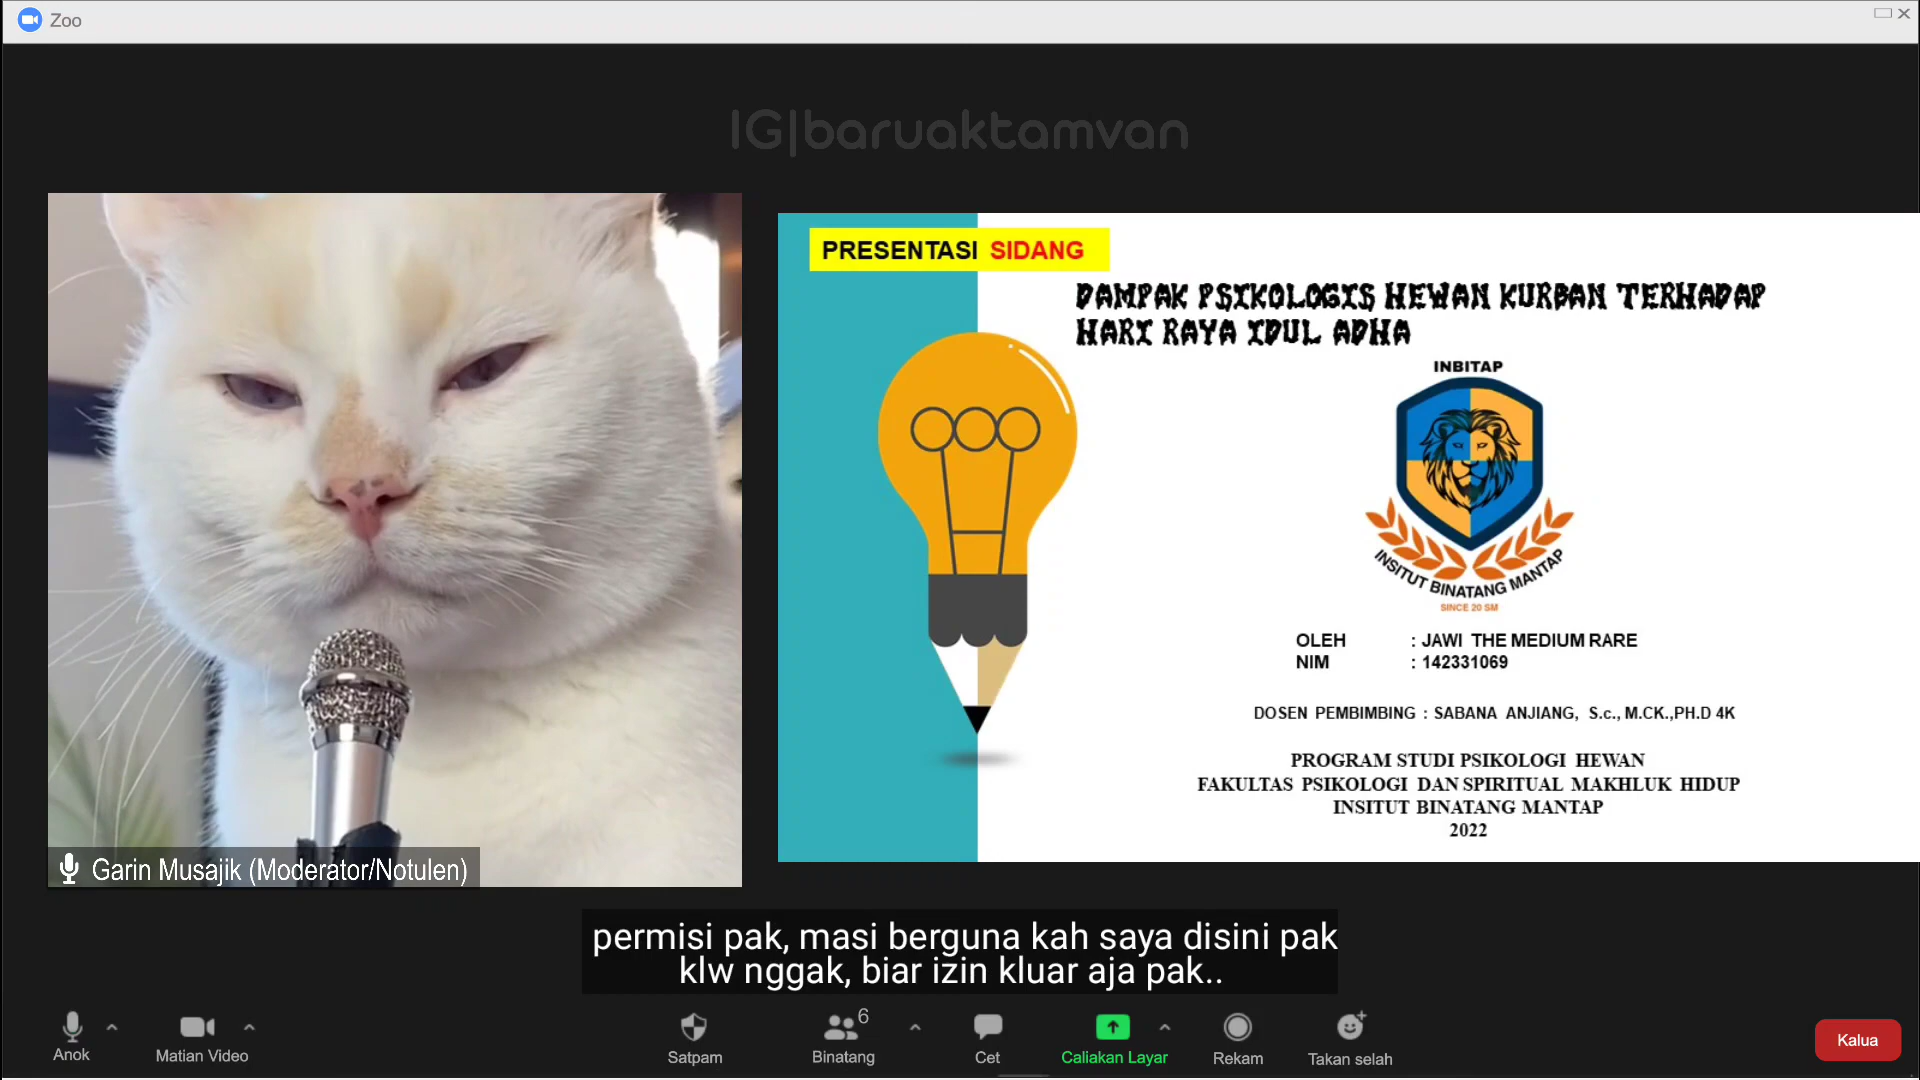 Zoo
IG|baruaktamvan
PRESENTASI SIDANG
DAMPAK PSIKOLOGIS HEWAN KURBAN TERHADAP
HARI RAYA IDUL ADHA
INBITAP
INSITUT BINATANG MANTAP
SINCE 20 SM
OLEH : JAWI THE MEDIUM RARE
NIM : 142331069
DOSEN PEMBIMBING : SABANA ANJIANG, S.c., M.CK.,PH.D 4K
PROGRAM STUDI PSIKOLOGI HEWAN
FAKULTAS PSIKOLOGI DAN SPIRITUAL MAKHLUK HIDUP
INSITUT BINATANG MANTAP
2022
Garin Musajik (Moderator/Notulen)
permisi pak, masi berguna kah saya disini pak
klw nggak, biar izin kluar aja pak..
Anok
Matian Video
Satpam
Binatang
6
Cet
Caliakan Layar
Rekam
Takan selah
Kalua